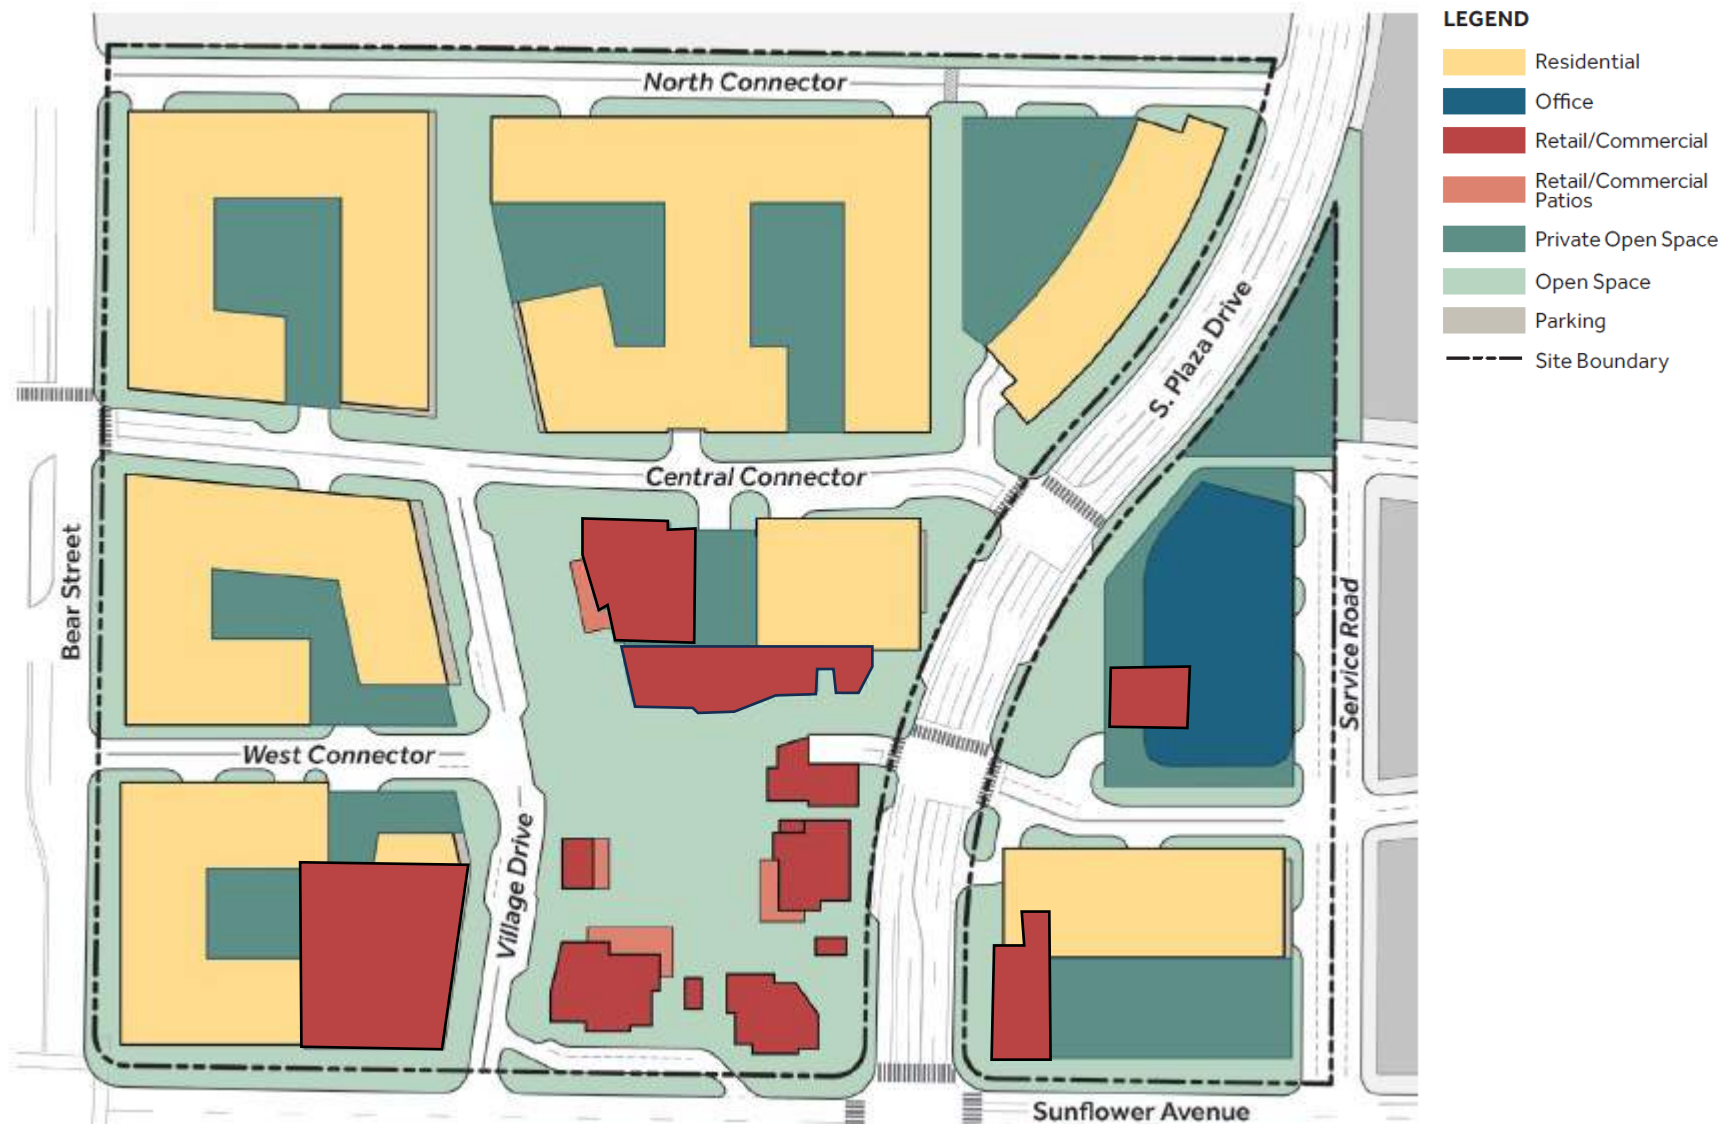 LEGEND
Residential
Office
Retail/Commercial
Retail/Commercial
Patios
Private Open Space
Open Space
Parking
Site Boundary
North Connector
S. Plaza Drive
Central Connector
Bear Street
Service Road
West Connector
Village Drive
Sunflower Avenue